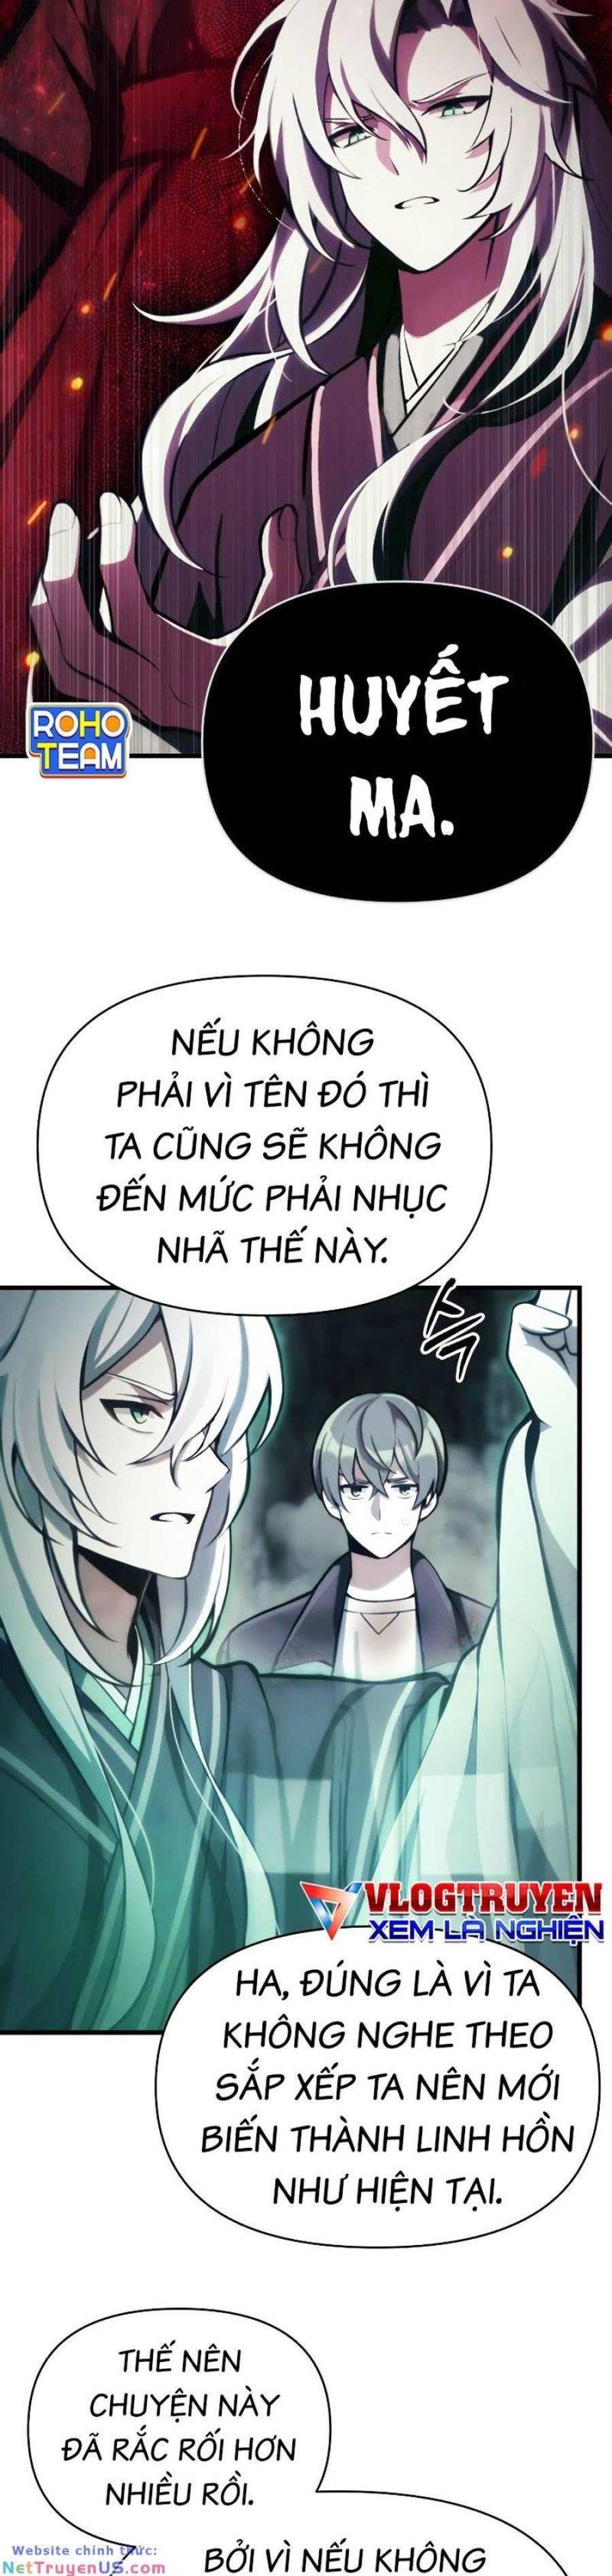 HUYẾT
MA.
ROHO
TEAM
NẾU KHÔNG
PHẢI VÌ TÊN ĐÓ THÌ
TA CŨNG SẼ KHÔNG
ĐẾN MỨC PHẢI NHỤC
NHÃ THẾ NÀY.
VLOGTRUYEN
XEM LÀ NGHIỆN
HA, ĐÚNG LÀ VÌ TA
KHÔNG NGHE THEO
SẮP XẾP TA NÊN MỚI
BIẾN THÀNH LINH HỒN
NHƯ HIỆN TẠI.
THẾ NÊN
CHUYỆN NÀY
ĐÃ RẮC RỐI HƠN
NHIỀU RỒI.
Website chính thức:
NETTRUYENUS.NET
BỞI VÌ NẾU KHÔNG